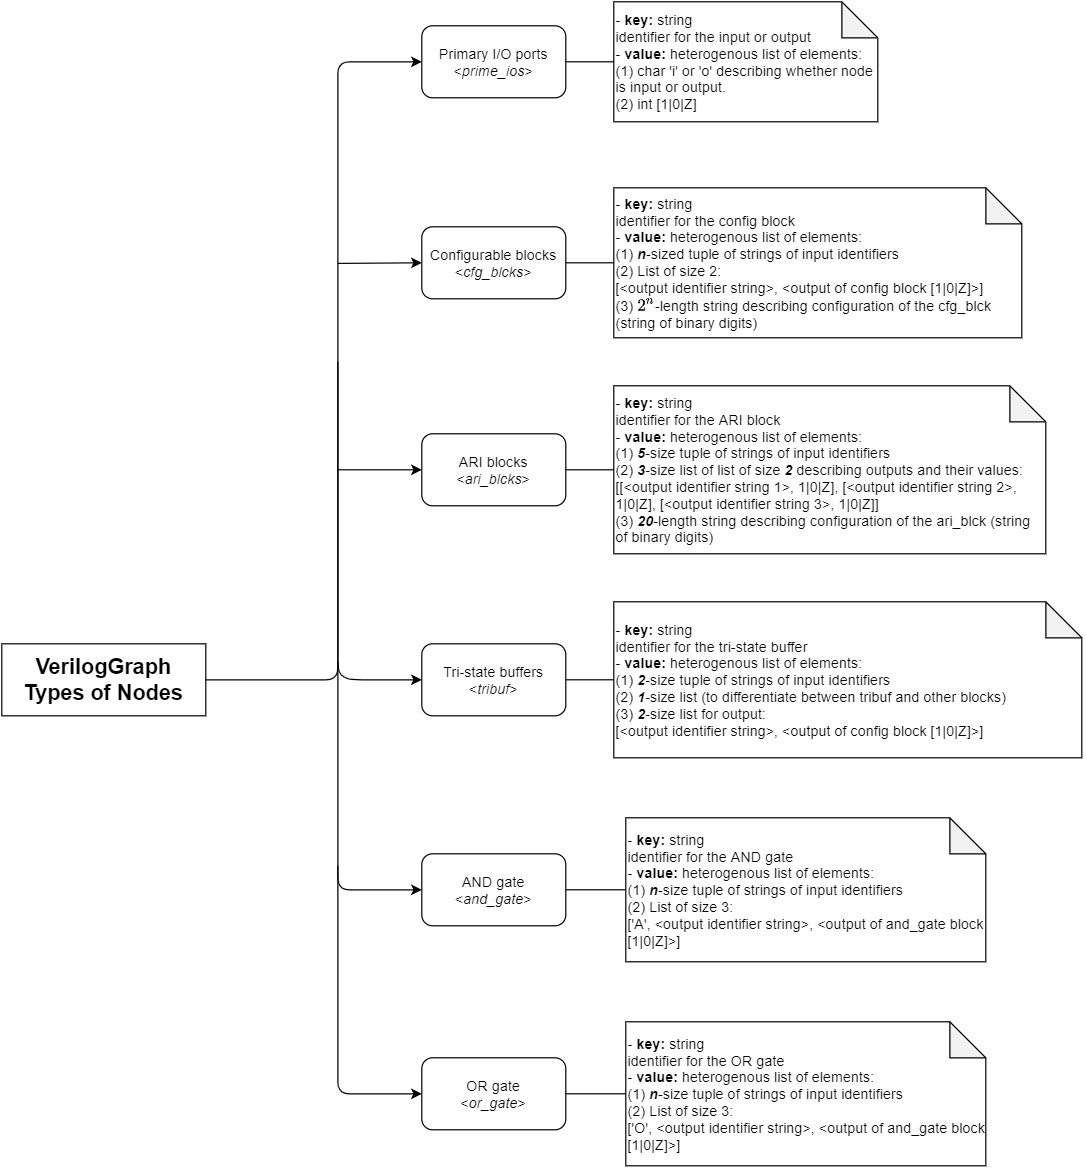 Primary I/O ports
<prime_ios>
- key: string
identifier for the input or output
- value: heterogenous list of elements:
(1) char 'i' or 'o' describing whether node
is input or output.
(2) int [1|0|Z]
Configurable blocks
<cfg_blcks>
- key: string
identifier for the config block
- value: heterogenous list of elements:
(1) n-sized tuple of strings of input identifiers
(2) List of size 2:
[<output identifier string>, <output of config block [1|0|Z]>]
(3) 2^n-length string describing configuration of the cfg_blck
(string of binary digits)
ARI blocks
<ari_blcks>
- key: string
identifier for the ARI block
- value: heterogenous list of elements:
(1) 5-size tuple of strings of input identifiers
(2) 3-size list of list of size 2 describing outputs and their values:
[[<output identifier string 1>, 1|0|Z], [<output identifier string 2>,
1|0|Z], [<output identifier string 3>, 1|0|Z]]
(3) 20-length string describing configuration of the ari_blck (string
of binary digits)
VerilogGraph
Types of Nodes
Tri-state buffers
<tribuf>
- key: string
identifier for the tri-state buffer
- value: heterogenous list of elements:
(1) 2-size tuple of strings of input identifiers
(2) 1-size list (to differentiate between tribuf and other blocks)
(3) 2-size list for output:
[<output identifier string>, <output of config block [1|0|Z]>]
AND gate
<and_gate>
- key: string
identifier for the AND gate
- value: heterogenous list of elements:
(1) n-size tuple of strings of input identifiers
(2) List of size 3:
['A', <output identifier string>, <output of and_gate block
[1|0|Z]>]
OR gate
<or_gate>
- key: string
identifier for the OR gate
- value: heterogenous list of elements:
(1) n-size tuple of strings of input identifiers
(2) List of size 3:
['O', <output identifier string>, <output of and_gate block
[1|0|Z]>]